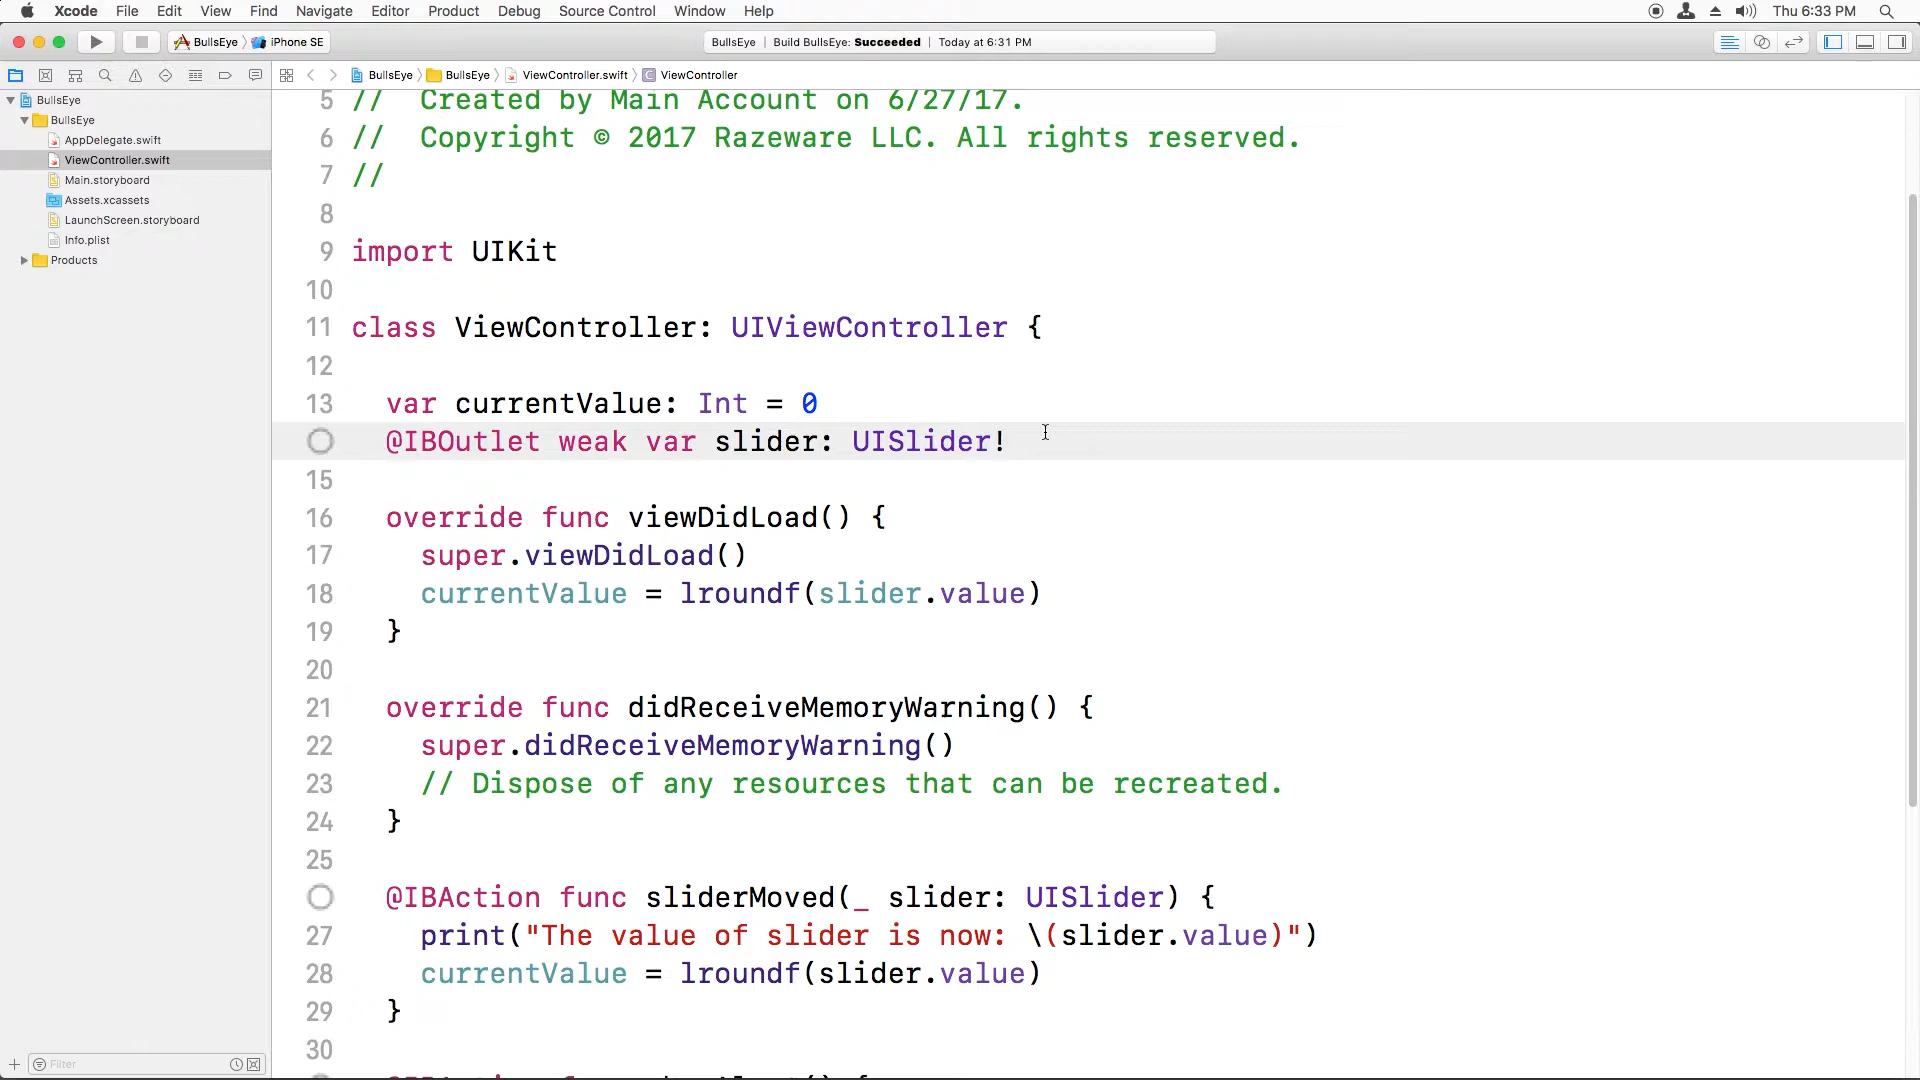 Xcode File Edit View Find Navigate Editor Product Debug Source Control Window Help Thu 6:33 PM
BullsEye iPhone SE BullsEye | Build BullsEye: Succeeded | Today at 6:31 PM
BullsEye BullsEye ViewController.swift C ViewController
BullsEye
BullsEye
AppDelegate.swift
ViewController.swift
Main.storyboard
Assets.xcassets
LaunchScreen.storyboard
Info.plist
Products
Filter
5 //  Created by Main Account on 6/27/17.
6 //  Copyright © 2017 Razeware LLC. All rights reserved.
7 //
8
9 import UIKit
10
11 class ViewController: UIViewController {
12
13   var currentValue: Int = 0
@IBOutlet weak var slider: UISlider!
15
16   override func viewDidLoad() {
17     super.viewDidLoad()
18     currentValue = lroundf(slider.value)
19   }
20
21   override func didReceiveMemoryWarning() {
22     super.didReceiveMemoryWarning()
23     // Dispose of any resources that can be recreated.
24   }
25
@IBAction func sliderMoved(_ slider: UISlider) {
27     print("The value of slider is now: \(slider.value)")
28     currentValue = lroundf(slider.value)
29   }
30